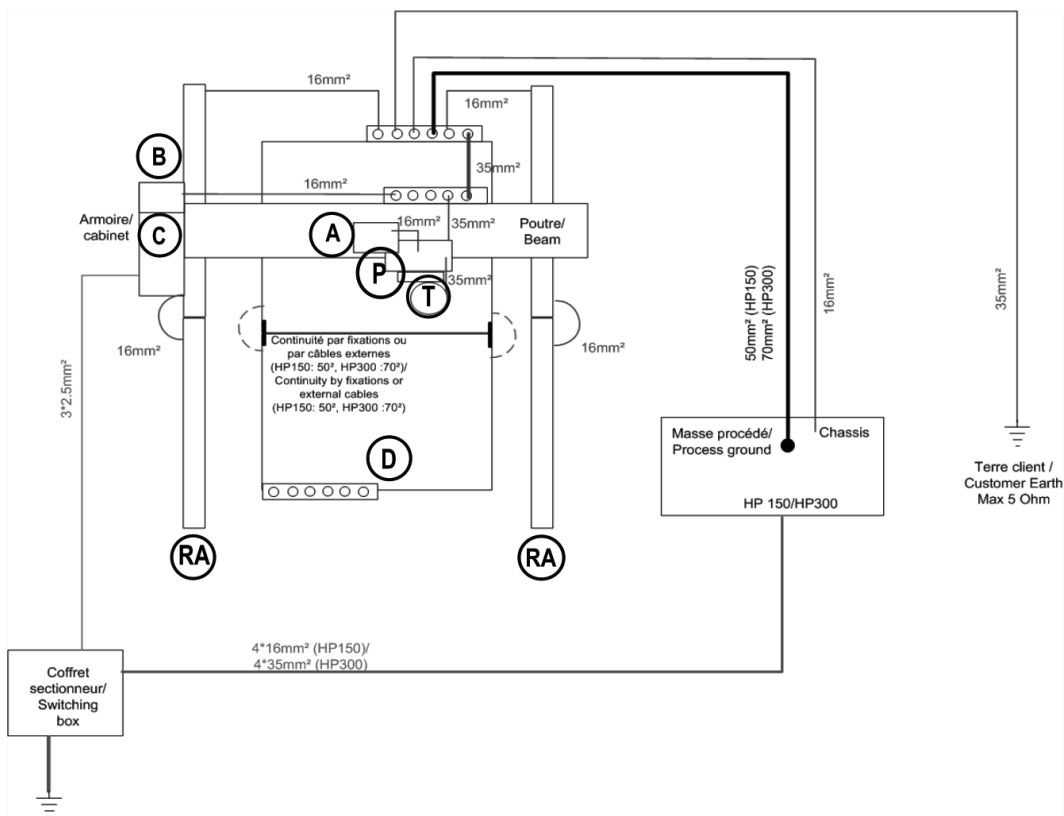 16mm²
16mm²
B
35mm²
16mm²
Armoire/
cabinet
C
A
16mm²
35mm²
Poutre/
Beam
P
35mm²
T
16mm²
16mm²
Continuité par fixations ou
par câbles externes
(HP150: 50², HP300 :70²)/
Continuity by fixations or
external cables
(HP150: 50², HP300 :70²)
3*2.5mm²
50mm² (HP150)
70mm² (HP300)
16mm²
35mm²
D
Masse procédé/
Process ground
Chassis
HP 150/HP300
Terre client /
Customer Earth
Max 5 Ohm
RA
RA
4*16mm² (HP150)/
4*35mm² (HP300)
Coffret
sectionneur/
Switching
box